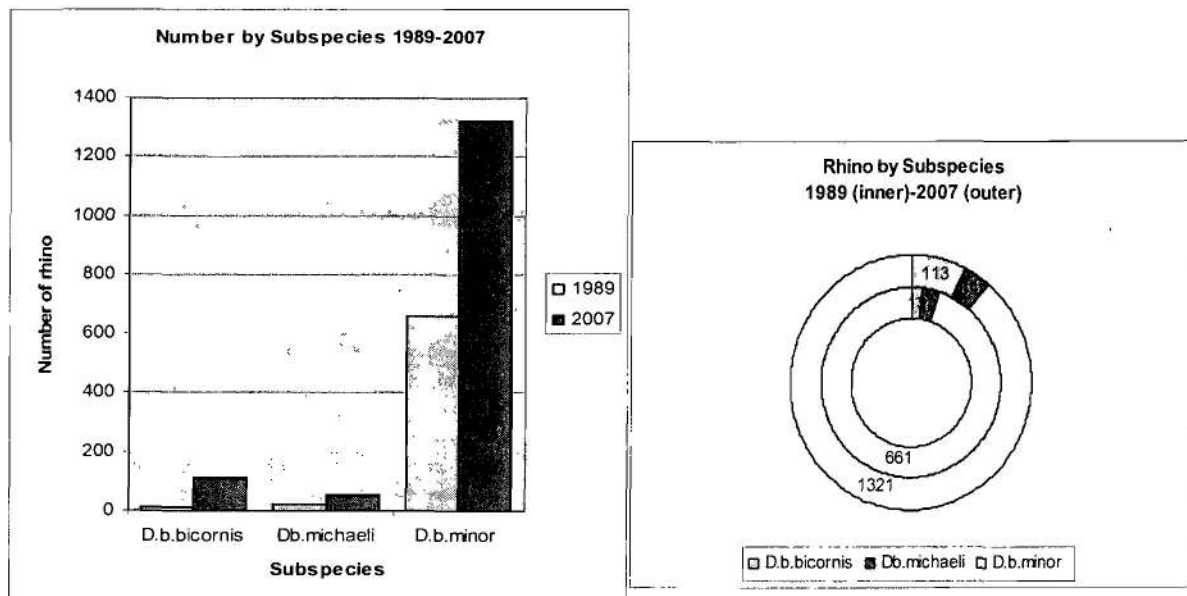 Number by Subspecies 1989-2007
1400
1200
1000
800
600
400
200
0
Number of rhino
D.b.bicornis
Db.michaeli
D.b.minor
Subspecies
1989
2007
Rhino by Subspecies
1989 (inner)-2007 (outer)
113
661
1321
D.b.bicornis
Db.michaeli
D.b.minor